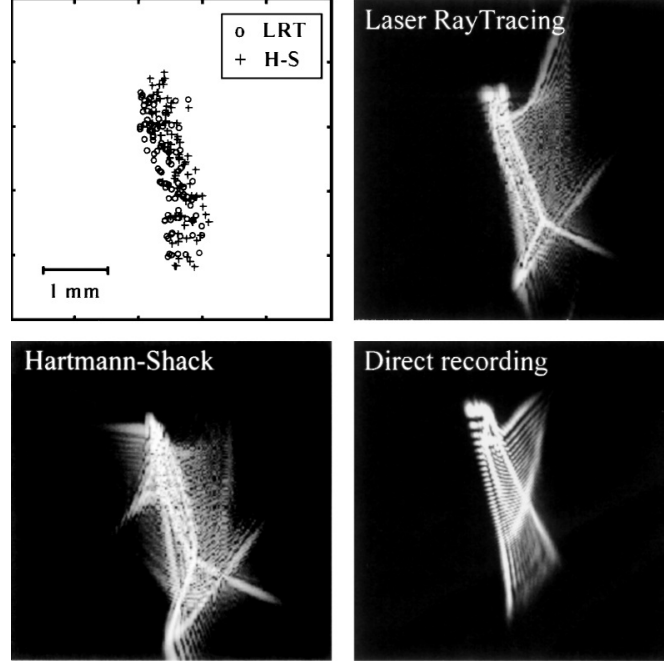 o LRT
+ H-S
1 mm
Laser RayTracing
Hartmann-Shack
Direct recording